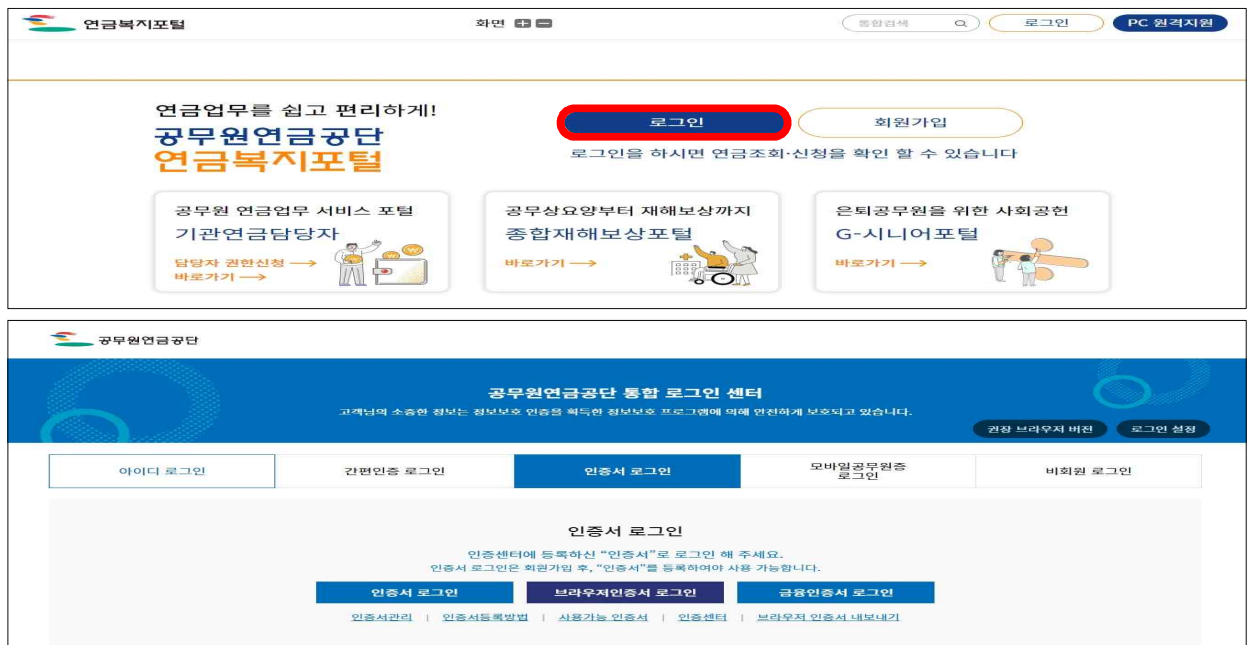 연금복지포털
화면
통합검색
로그인
PC 원격지원
연금업무를 쉽고 편리하게!
공무원연금공단
연금복지포털
로그인
회원가입
로그인을 하시면 연금조회·신청을 확인 할 수 있습니다
공무원 연금업무 서비스 포털
기관연금담당자
담당자 권한신청 →
바로가기 →
공무상요양부터 재해보상까지
종합재해보상포털
바로가기 →
은퇴공무원을 위한 사회공헌
G-시니어포털
바로가기 →
공무원연금공단
공무원연금공단 통합 로그인 센터
고객님의 소중한 정보는 정보보호 인증을 획득한 정보보호 프로그램에 의해 안전하게 보호되고 있습니다.
권장 브라우저 버전
로그인 설정
아이디 로그인
간편인증 로그인
인증서 로그인
모바일공무원증
로그인
비회원 로그인
인증서 로그인
인증센터에 등록하신 “인증서”로 로그인 해 주세요.
인증서 로그인은 회원가입 후, “인증서”를 등록하여야 사용 가능합니다.
인증서 로그인
브라우저인증서 로그인
금융인증서 로그인
인증서관리 | 인증서등록방법 | 사용가능 인증서 | 인증센터 | 브라우저 인증서 내보내기